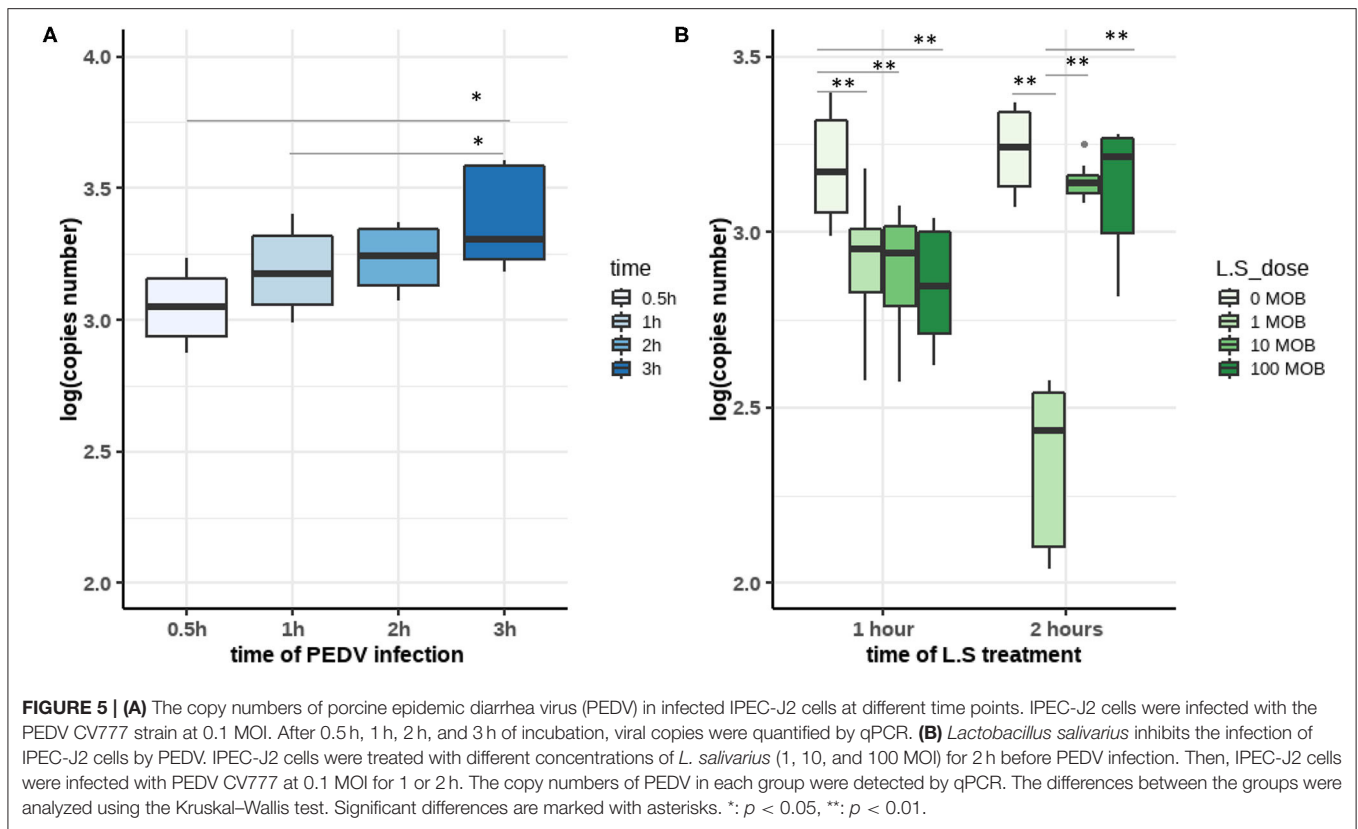 A
4.0
3.5
3.0
2.5
2.0
log(copies number)
*
*
0.5h 1h 2h 3h
time of PEDV infection
time
0.5h
1h
2h
3h
B
3.5
3.0
2.5
2.0
log(copies number)
** **
** ** **
**
1 hour 2 hours
time of L.S treatment
L.S_dose
0 MOB
1 MOB
10 MOB
100 MOB
FIGURE 5 | (A) The copy numbers of porcine epidemic diarrhea virus (PEDV) in infected IPEC-J2 cells at different time points. IPEC-J2 cells were infected with the
PEDV CV777 strain at 0.1 MOI. After 0.5 h, 1 h, 2 h, and 3 h of incubation, viral copies were quantified by qPCR. (B) Lactobacillus salivarius inhibits the infection of
IPEC-J2 cells by PEDV. IPEC-J2 cells were treated with different concentrations of L. salivarius (1, 10, and 100 MOI) for 2 h before PEDV infection. Then, IPEC-J2 cells
were infected with PEDV CV777 at 0.1 MOI for 1 or 2 h. The copy numbers of PEDV in each group were detected by qPCR. The differences between the groups were
analyzed using the Kruskal–Wallis test. Significant differences are marked with asterisks. *: p < 0.05, **: p < 0.01.